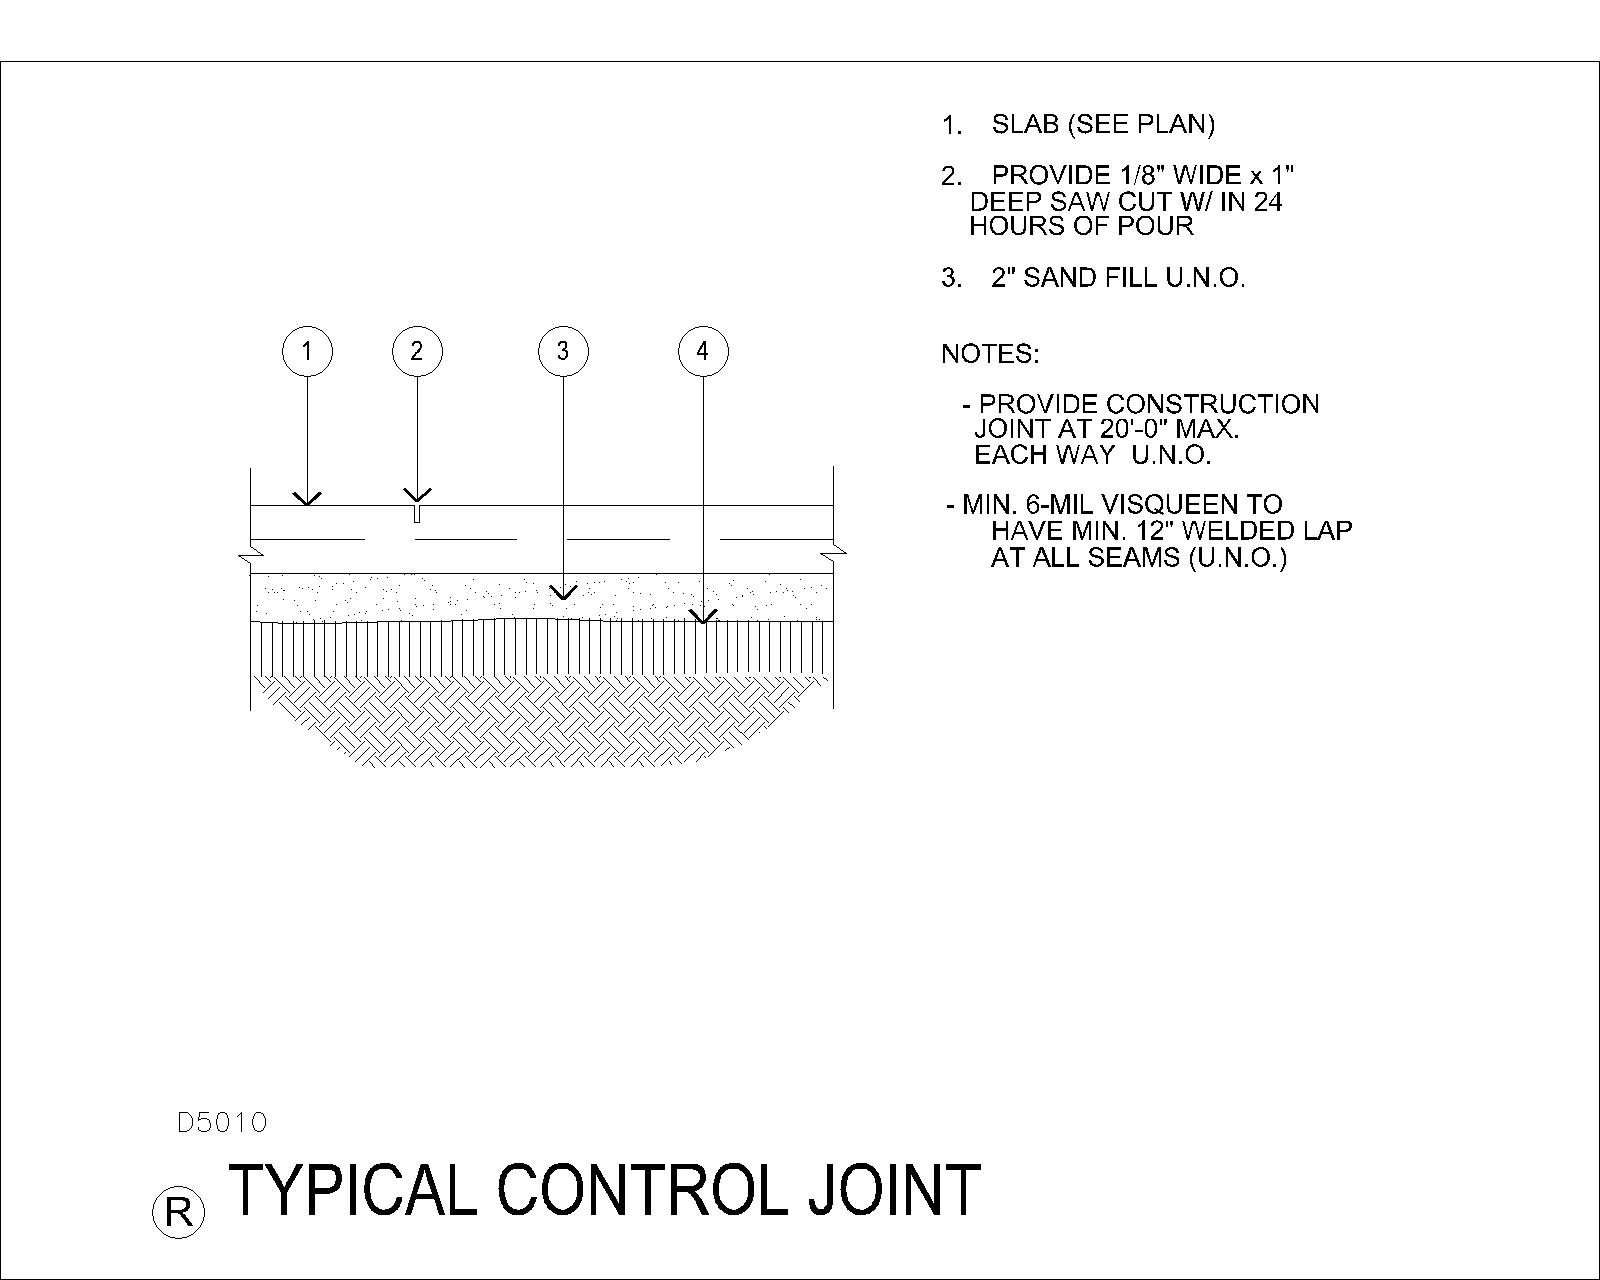 1. SLAB (SEE PLAN)
2. PROVIDE 1/8" WIDE x 1"
DEEP SAW CUT W/ IN 24
HOURS OF POUR
3. 2" SAND FILL U.N.O.
1 2 3 4
NOTES:
- PROVIDE CONSTRUCTION
JOINT AT 20'-0" MAX.
EACH WAY U.N.O.
- MIN. 6-MIL VISQUEEN TO
HAVE MIN. 12" WELDED LAP
AT ALL SEAMS (U.N.O.)
D5010
R TYPICAL CONTROL JOINT